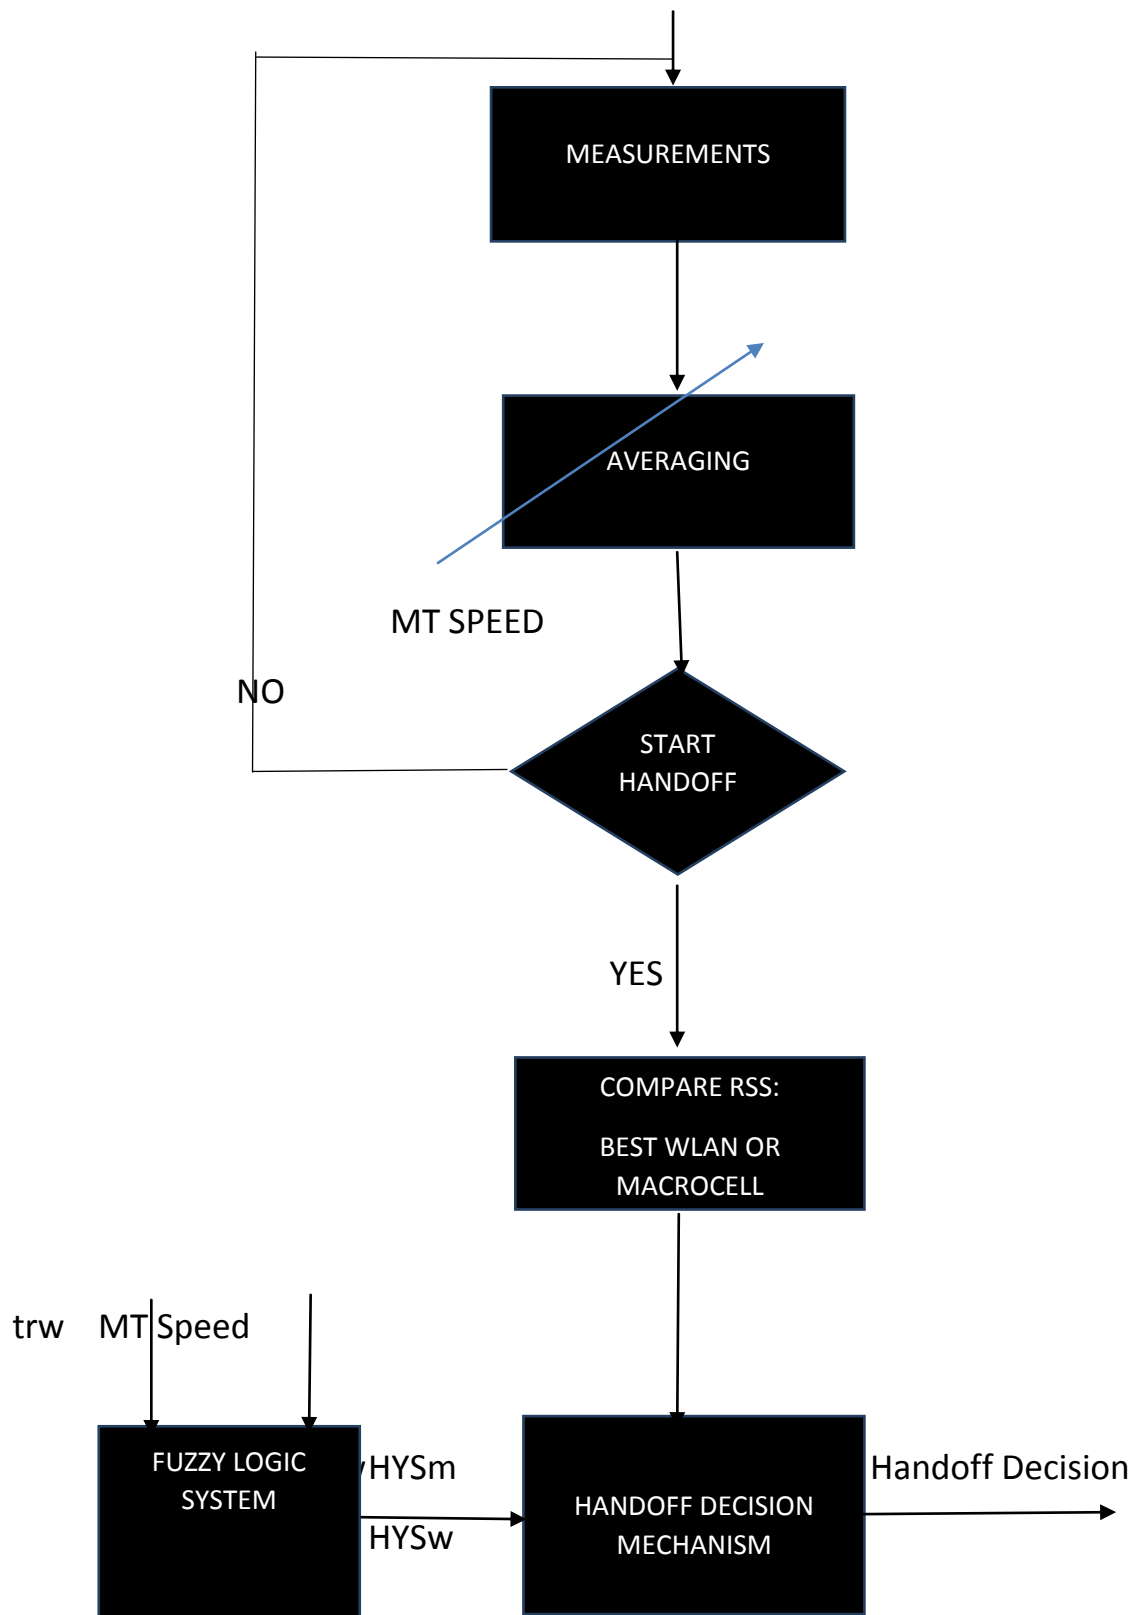 MEASUREMENTS
AVERAGING
MT SPEED
NO
START
HANDOFF
YES
COMPARE RSS:
BEST WLAN OR
MACROCELL
trw MT Speed
FUZZY LOGIC
SYSTEM
HYSm
HYSw
HANDOFF DECISION
MECHANISM
Handoff Decision